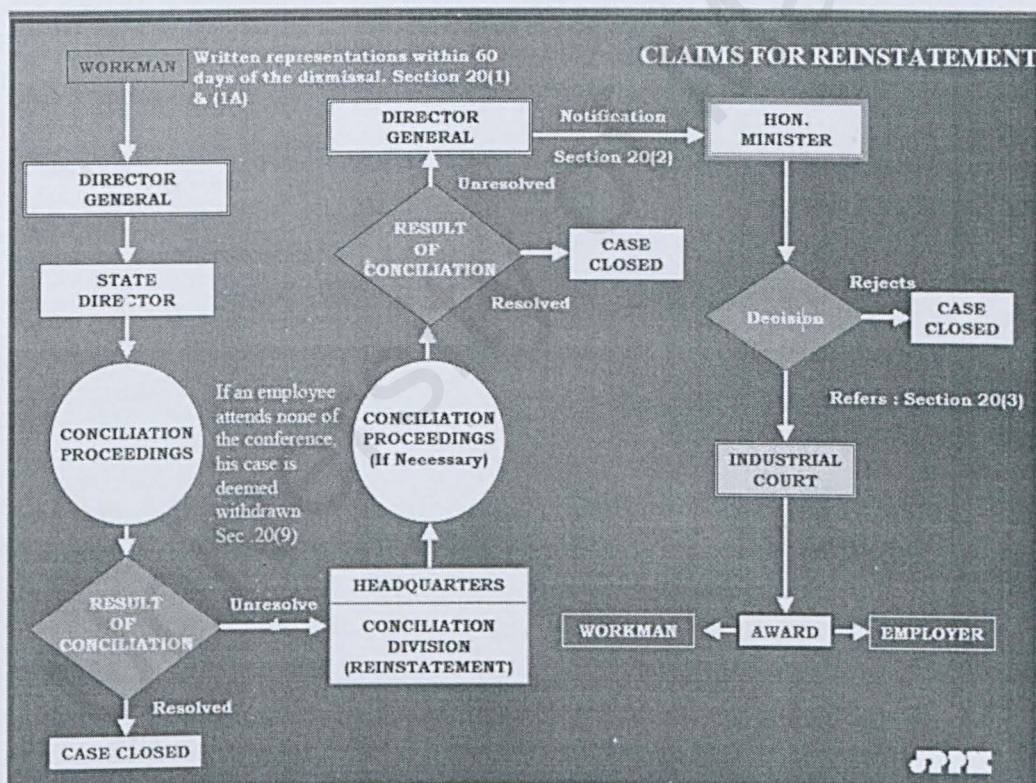 CLAIMS FOR REINSTATEMENT
WORKMAN
Written representations within 60
days of the dismissal. Section 20(1)
& (1A)
DIRECTOR
GENERAL
STATE
DIRECTOR
CONCILIATION
PROCEEDINGS
If an employee
attends none of
the conference,
his case is
deemed
withdrawn
Sec .20(9)
RESULT
OF
CONCILIATION
Unresolve
Resolved
CASE CLOSED
HEADQUARTERS
CONCILIATION
DIVISION
(REINSTATEMENT)
CONCILIATION
PROCEEDINGS
(If Necessary)
RESULT
OF
CONCILIATION
Resolved
CASE
CLOSED
Unresolved
DIRECTOR
GENERAL
Notification
Section 20(2)
HON.
MINISTER
Decision
Rejects
CASE
CLOSED
Refers : Section 20(3)
INDUSTRIAL
COURT
WORKMAN
AWARD
EMPLOYER